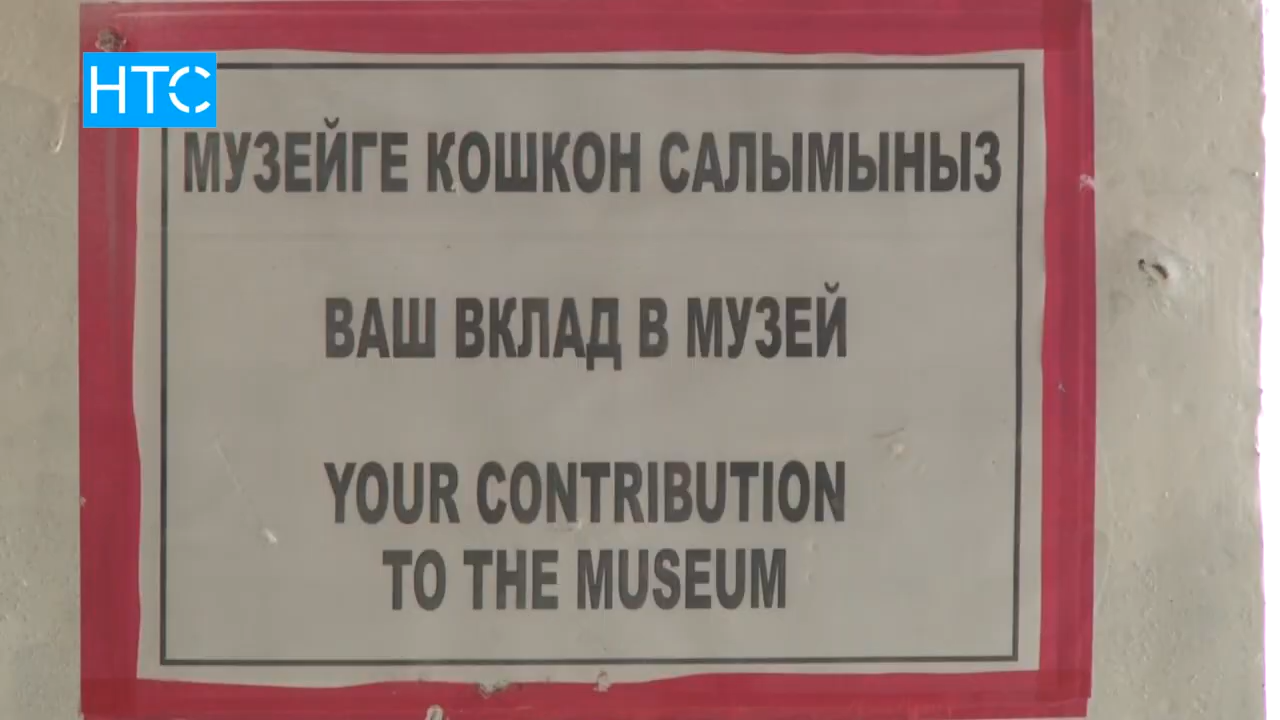 НТС
МУЗЕЙГЕ КОШКОН САЛЫМЫНЫЗ
ВАШ ВКЛАД В МУЗЕЙ
YOUR CONTRIBUTION
TO THE MUSEUM